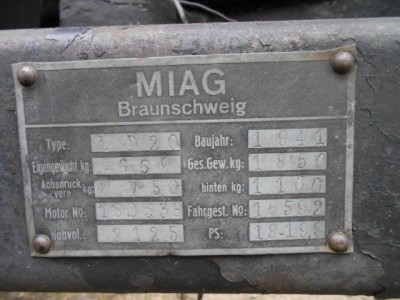 MIAG
Braunschweig
Type: LD20 Baujahr: 1941
Eigengewicht kg: Ges.Gew.kg: 1850
Achsdruck vorn kg: 750 hinten kg: 1100
Motor No: Fahrgest. No:
Hubvol.: 2125 PS: